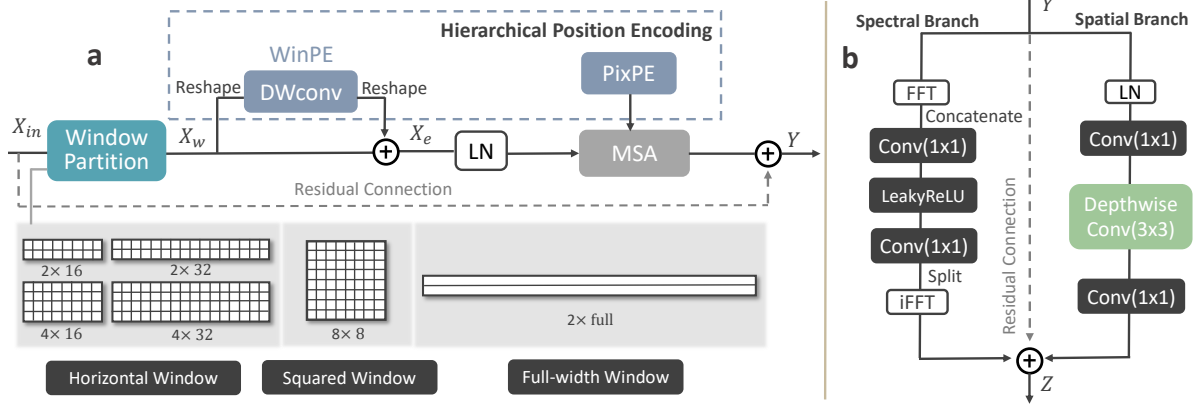 a
Hierarchical Position Encoding
WinPE
Reshape
DWconv
Reshape
PixPE
X_in
Window
Partition
X_w
X_e
LN
MSA
Y
Residual Connection
2× 16
2× 32
4× 16
4× 32
8× 8
2× full
Horizontal Window
Squared Window
Full-width Window
b
Spectral Branch
Y
Spatial Branch
FFT
Concatenate
Conv(1x1)
LeakyReLU
Conv(1x1)
Split
iFFT
Residual Connection
LN
Conv(1x1)
Depthwise
Conv(3x3)
Conv(1x1)
Z